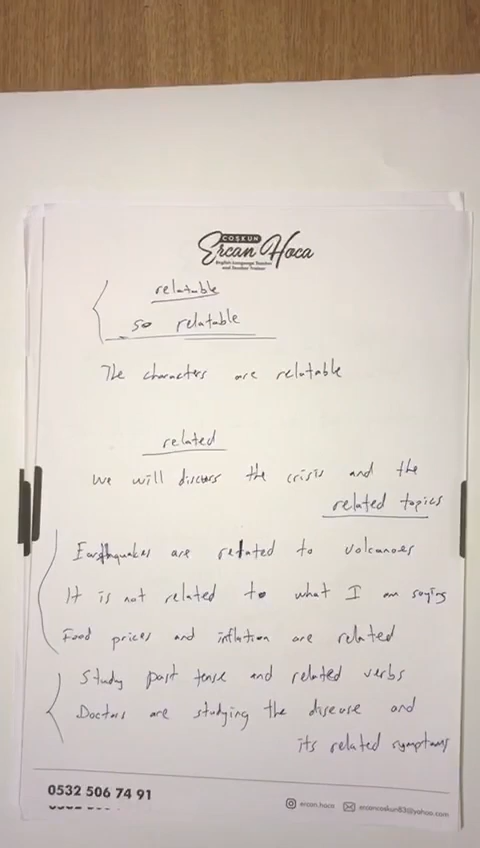 COŞKUN
Ercan Hoca
English Language Teacher
and Teacher Trainer
relatable
so relatable
The characters are relatable
related
We will discuss the crisis and the
related topics
Earthquakes are related to volcanoes
It is not related to what I am saying
Food prices and inflation are related
Study past tense and related verbs
Doctors are studying the disease and
its related symptoms
0532 506 74 91
ercan.hoca
ercancoskun83@yahoo.com